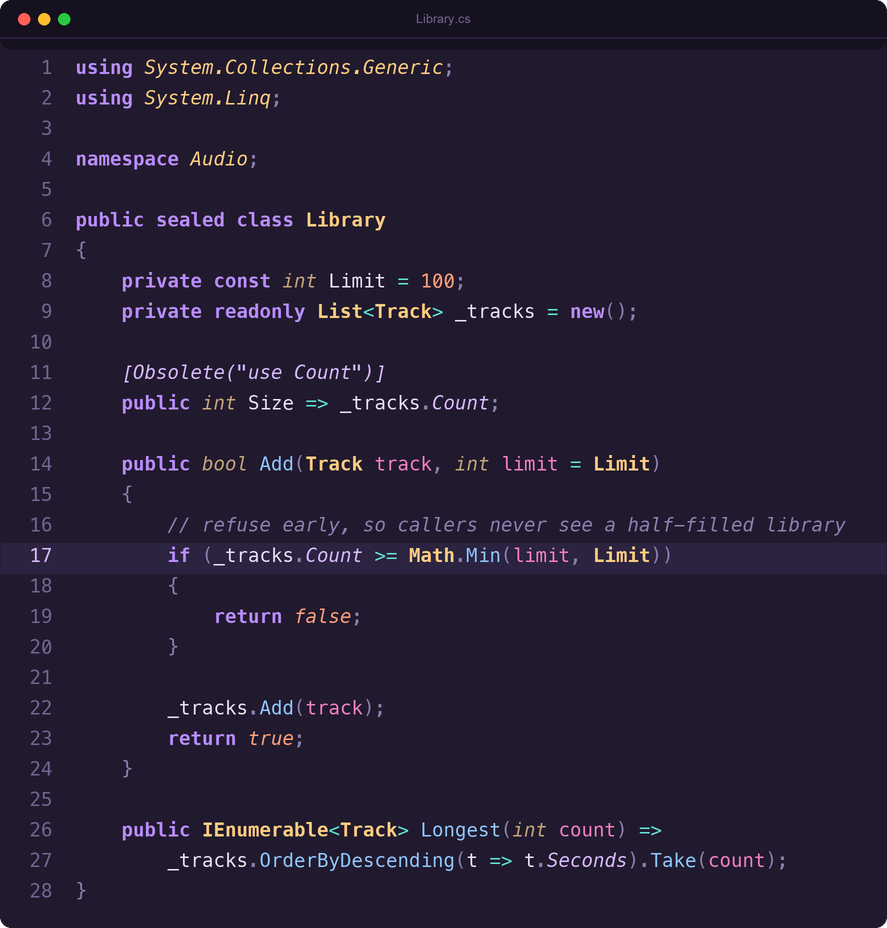 Library.cs
1 using System.Collections.Generic;
2 using System.Linq;
3
4 namespace Audio;
5
6 public sealed class Library
7 {
8     private const int Limit = 100;
9     private readonly List<Track> _tracks = new();
10
11     [Obsolete("use Count")]
12     public int Size => _tracks.Count;
13
14     public bool Add(Track track, int limit = Limit)
15     {
16         // refuse early, so callers never see a half-filled library
17         if (_tracks.Count >= Math.Min(limit, Limit))
18         {
19             return false;
20         }
21
22         _tracks.Add(track);
23         return true;
24     }
25
26     public IEnumerable<Track> Longest(int count) =>
27         _tracks.OrderByDescending(t => t.Seconds).Take(count);
28 }